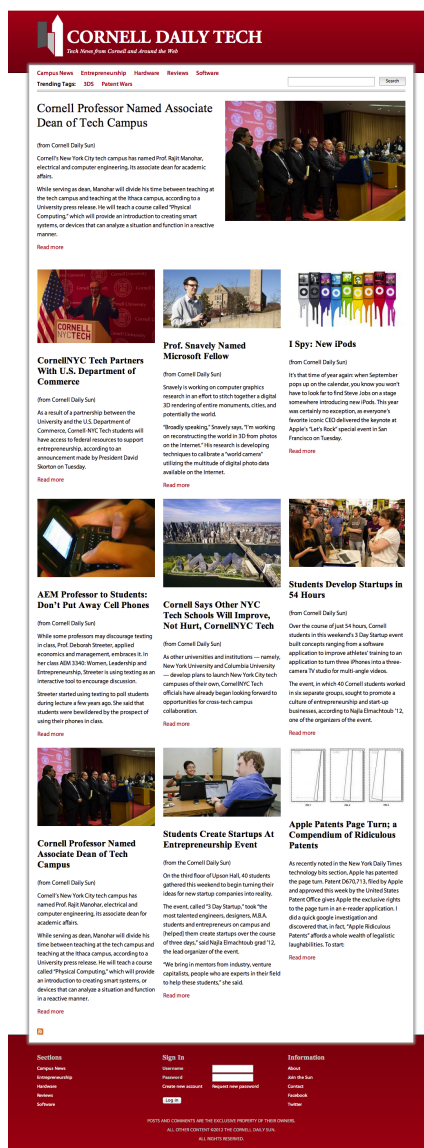 CORNELL DAILY TECH
Tech News from Cornell and Around the Web
Campus News Entrepreneurship Hardware Reviews Software
Trending Tags: 3DS Patent Wars
Search
Cornell Professor Named Associate
Dean of Tech Campus
(from Cornell Daily Sun)
Cornell's New York City tech campus has named Prof. Rajit Manohar,
electrical and computer engineering, its associate dean for academic
affairs.
While serving as dean, Manohar will divide his time between teaching at
the tech campus and teaching at the Ithaca campus, according to a
University press release. He will teach a course called "Physical
Computing," which will provide an introduction to creating smart
systems, or devices that can analyze a situation and function in a reactive
manner.
Read more
CORNELL
NYCTECH
CornellNYC Tech Partners
With U.S. Department of
Commerce
(from Cornell Daily Sun)
As a result of a partnership between the
University and the U.S. Department of
Commerce, Cornell-NYC Tech students will
have access to federal resources to support
entrepreneurship, according to an
announcement made by President David
Skorton on Tuesday.
Read more
Prof. Snavely Named
Microsoft Fellow
(from Cornell Daily Sun)
Snavely is working on computer graphics
research in an effort to stitch together a digital
3D rendering of entire monuments, cities, and
potentially the world.
"Broadly speaking," Snavely says, "I'm working
on reconstructing the world in 3D from photos
on the Internet." His research is developing
techniques to calibrate a "world camera"
utilizing the multitude of digital photo data
available on the Internet.
Read more
I Spy: New iPods
(from Cornell Daily Sun)
It's that time of year again: when September
pops up on the calendar, you know you won't
have to look far to find Steve Jobs on a stage
somewhere introducing new iPods. This year
was certainly no exception, as everyone's
favorite iconic CEO delivered the keynote at
Apple's "Let's Rock" special event in San
Francisco on Tuesday.
Read more
AEM Professor to Students:
Don't Put Away Cell Phones
(from Cornell Daily Sun)
While some professors may discourage texting
in class, Prof. Deborah Streeter, applied
economics and management, embraces it. In
her class AEM 3340: Women, Leadership and
Entrepreneurship, Streeter is using texting as an
interactive tool to encourage discussion.
Streeter started using texting to poll students
during lecture a few years ago. She said that
students were bewildered by the prospect of
using their phones in class.
Read more
Cornell Says Other NYC
Tech Schools Will Improve,
Not Hurt, CornellNYC Tech
(from Cornell Daily Sun)
As other universities and institutions — namely,
New York University and Columbia University
— develop plans to launch New York City tech
campuses of their own, CornellNYC Tech
officials have already began looking forward to
opportunities for cross-tech campus
collaboration.
Read more
Students Develop Startups in
54 Hours
(from Cornell Daily Sun)
Over the course of just 54 hours, Cornell
students in this weekend's 3 Day Startup event
built concepts ranging from a software
application to improve athletes' training to an
application to turn three iPhones into a three-
camera TV studio for multi-angle videos.
The event, in which 40 Cornell students worked
in six separate groups, sought to promote a
culture of entrepreneurship and start-up
businesses, according to Najla Elmachtoub '12,
one of the organizers of the event.
Read more
Cornell Professor Named
Associate Dean of Tech
Campus
(from Cornell Daily Sun)
Cornell's New York City tech campus has
named Prof. Rajit Manohar, electrical and
computer engineering, its associate dean for
academic affairs.
While serving as dean, Manohar will divide his
time between teaching at the tech campus and
teaching at the Ithaca campus, according to a
University press release. He will teach a course
called "Physical Computing," which will provide
an introduction to creating smart systems, or
devices that can analyze a situation and function
in a reactive manner.
Read more
Students Create Startups At
Entrepreneurship Event
(from the Cornell Daily Sun)
On the third floor of Upson Hall, 40 students
gathered this weekend to begin turning their
ideas for new startup companies into reality.
The event, called "3 Day Startup," took "the
most talented engineers, designers, M.B.A.
students and entrepreneurs on campus and
[helped] them create startups over the course
of three days," said Najla Elmachtoub grad '12,
the lead organizer of the event.
"We bring in mentors from industry, venture
capitalists, people who are experts in their field
to help these students," she said.
Read more
Apple Patents Page Turn; a
Compendium of Ridiculous
Patents
As recently noted in the New York Daily Times
technology bits section, Apple has patented
the page turn. Patent D670,713, filed by Apple
and approved this week by the United States
Patent Office gives Apple the exclusive rights
to the page turn in an e-reader application. I
did a quick google investigation and
discovered that, in fact, "Apple Ridiculous
Patents" affords a whole wealth of legalistic
laughabilities. To start:
Read more
Sections
Campus News
Entrepreneurship
Hardware
Reviews
Software
Sign In
Username
Password
Create new account Request new password
Log in
Information
About
Join the Sun
Contact
Facebook
Twitter
POSTS AND COMMENTS ARE THE EXCLUSIVE PROPERTY OF THEIR OWNERS.
ALL OTHER CONTENT ©2012 THE CORNELL DAILY SUN.
ALL RIGHTS RESERVED.